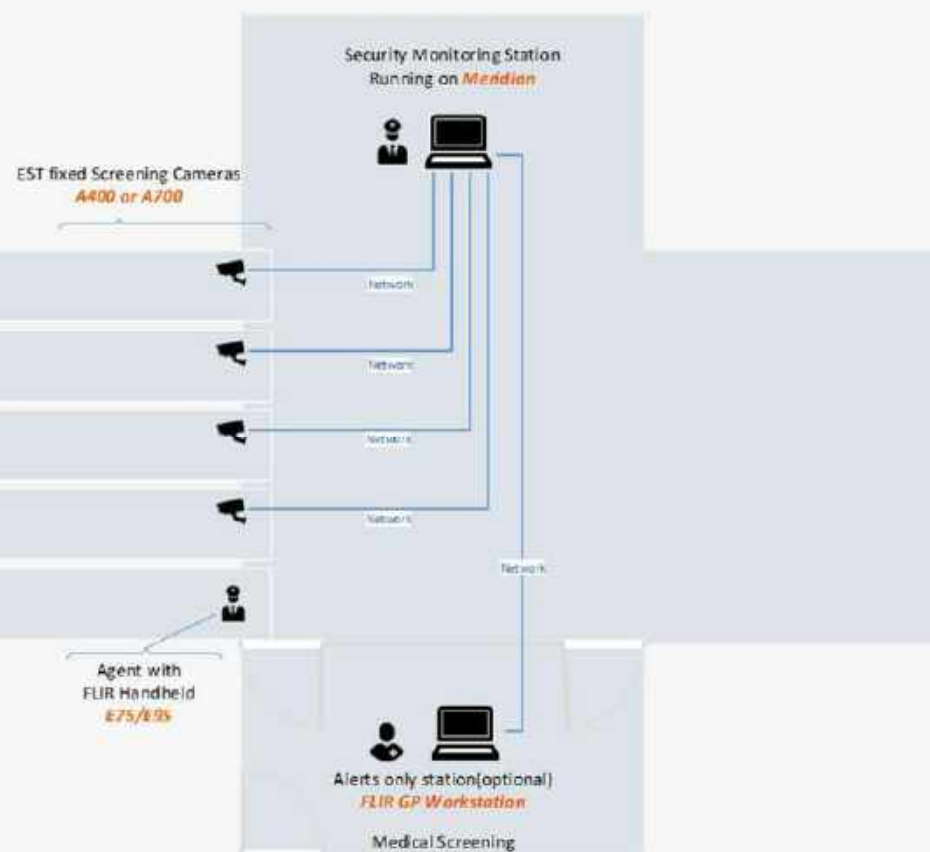 Security Monitoring Station
Running on Meridian
EST fixed Screening Cameras
A400 or A700
Network
Network
Network
Network
Network
Agent with
FLIR Handheld
E75/E95
Alerts only station(optional)
FLIR GP Workstation
Medical Screening